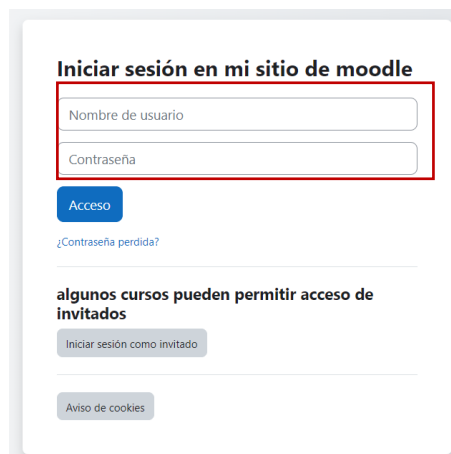 Iniciar sesión en mi sitio de moodle
Nombre de usuario
Contraseña
Acceso
¿Contraseña perdida?
algunos cursos pueden permitir acceso de
invitados
Iniciar sesión como invitado
Aviso de cookies